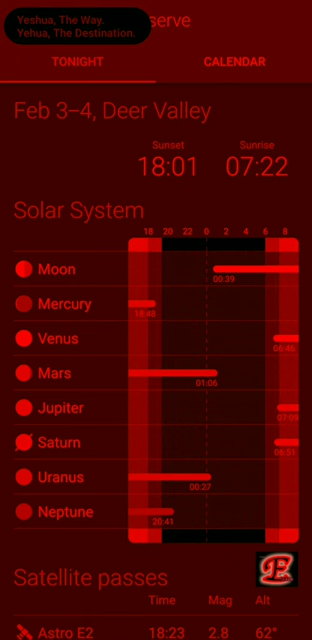 Yeshua, The Way.
Yehua, The Destination.
serve
TONIGHT
CALENDAR
Feb 3–4, Deer Valley
Sunset
Sunrise
18:01
07:22
Solar System
18 20 22 0 2 4 6 8
Moon
00:39
Mercury
18:48
Venus
06:46
Mars
01:06
Jupiter
07:09
Saturn
06:51
Uranus
00:27
Neptune
20:41
Satellite passes
Time Mag Alt
Astro E2 18:23 2.8 62°